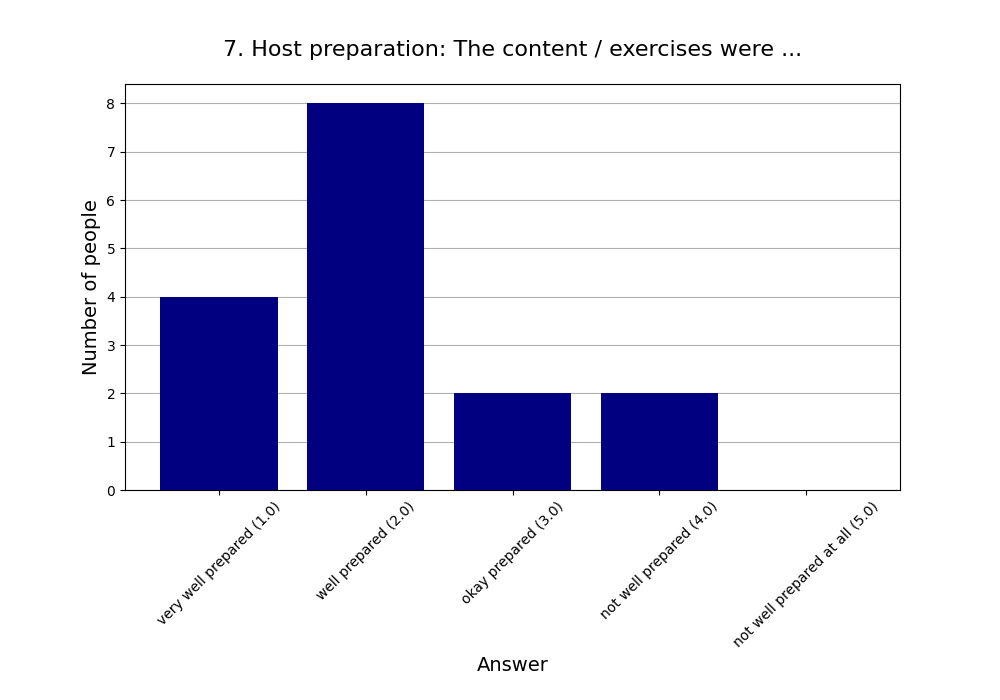 7. Host preparation: The content / exercises were ...
8
7
6
5
4
3
2
1
0
Number of people
very well prepared (1.0)
well prepared (2.0)
okay prepared (3.0)
not well prepared (4.0)
not well prepared at all (5.0)
Answer